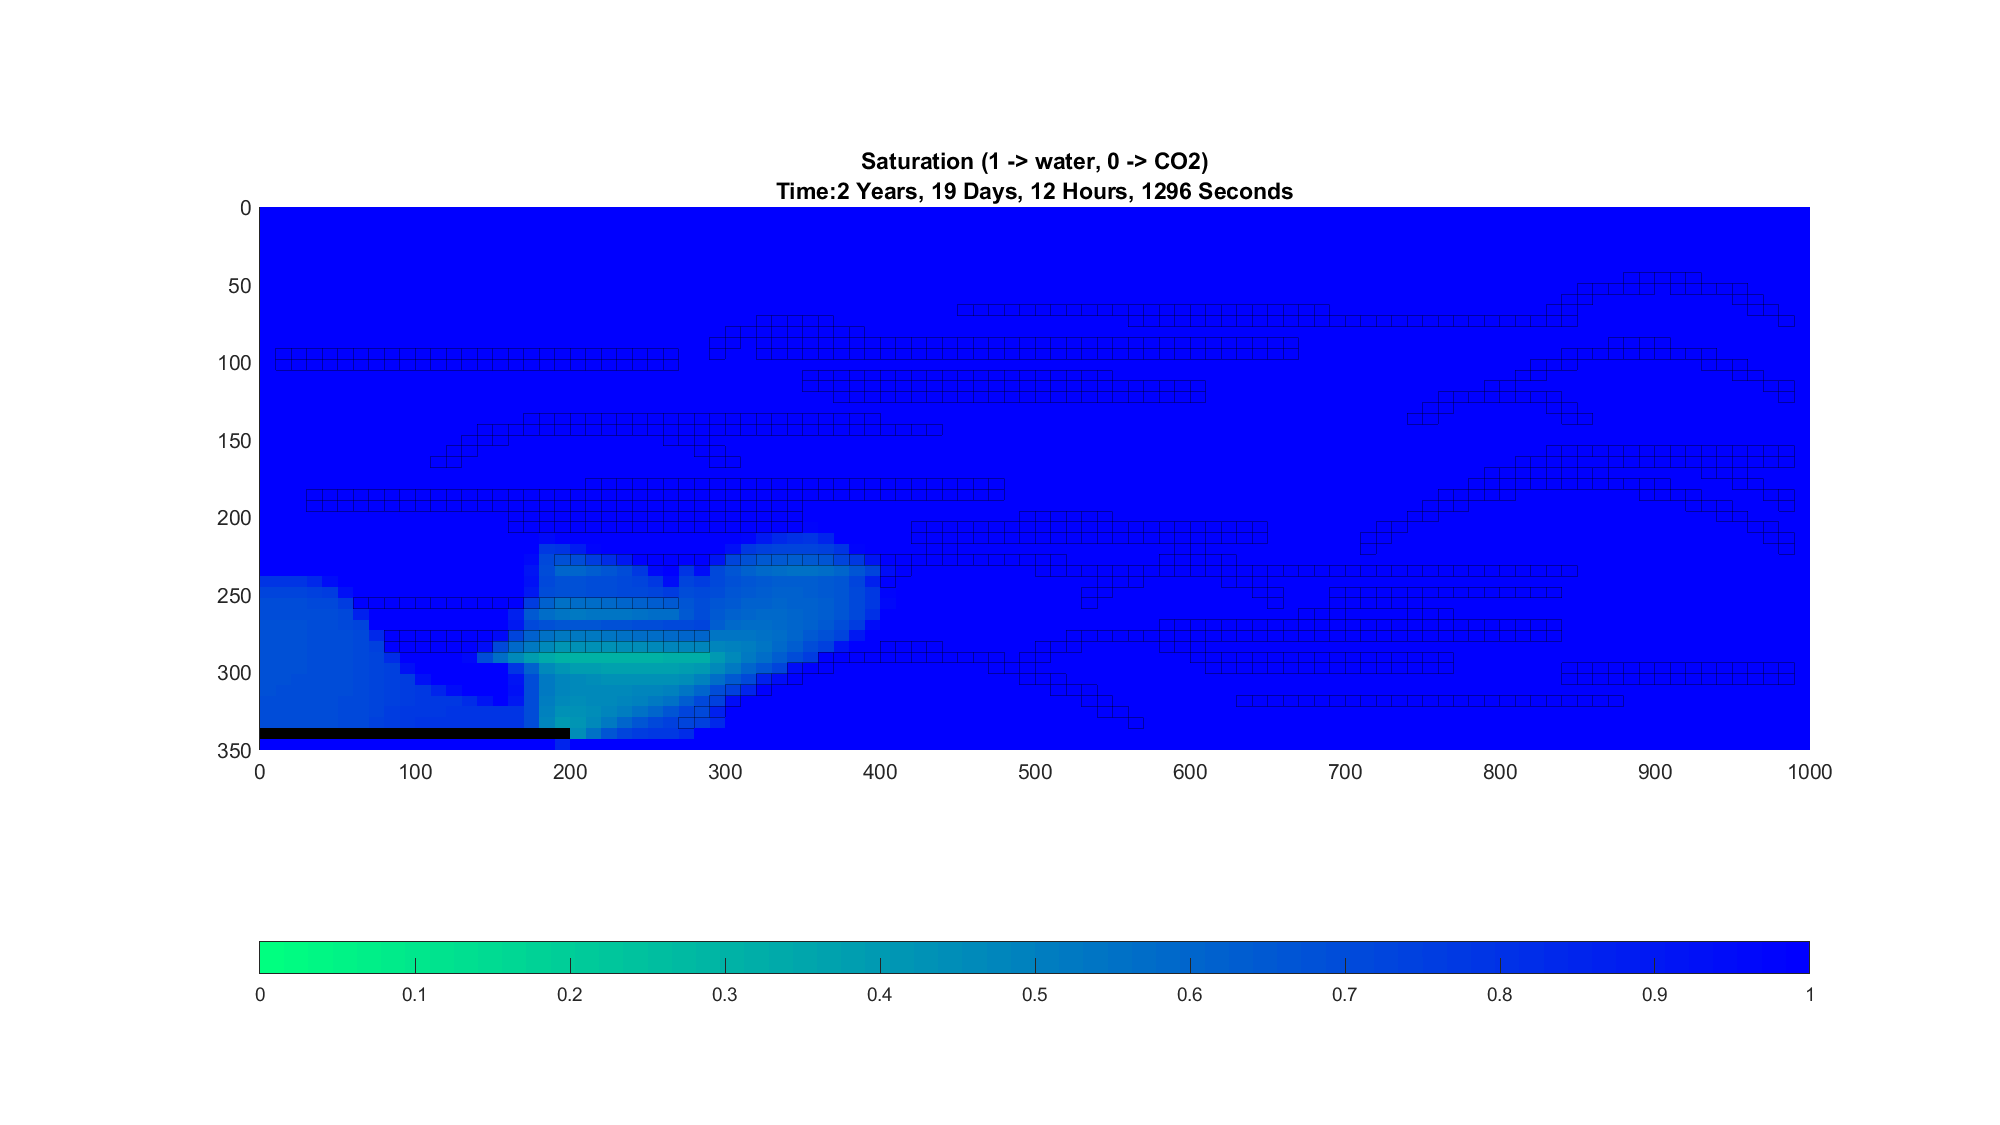 Saturation (1 -> water, 0 -> CO2)
Time:2 Years, 19 Days, 12 Hours, 1296 Seconds
0
50
100
150
200
250
300
350
0 100 200 300 400 500 600 700 800 900 1000
0 0.1 0.2 0.3 0.4 0.5 0.6 0.7 0.8 0.9 1